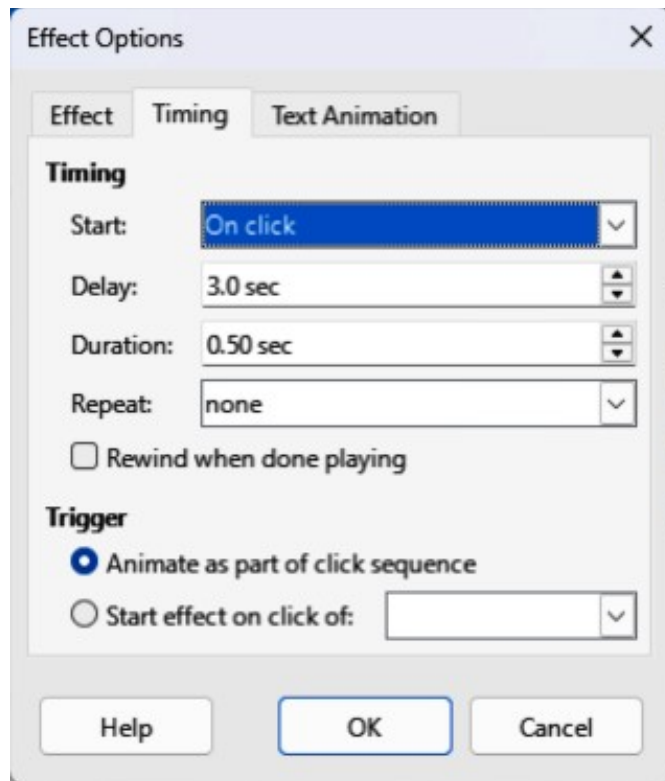 Effect Options
Effect Timing Text Animation
Timing
Start: On click
Delay: 3.0 sec
Duration: 0.50 sec
Repeat: none
Rewind when done playing
Trigger
Animate as part of click sequence
Start effect on click of:
Help OK Cancel